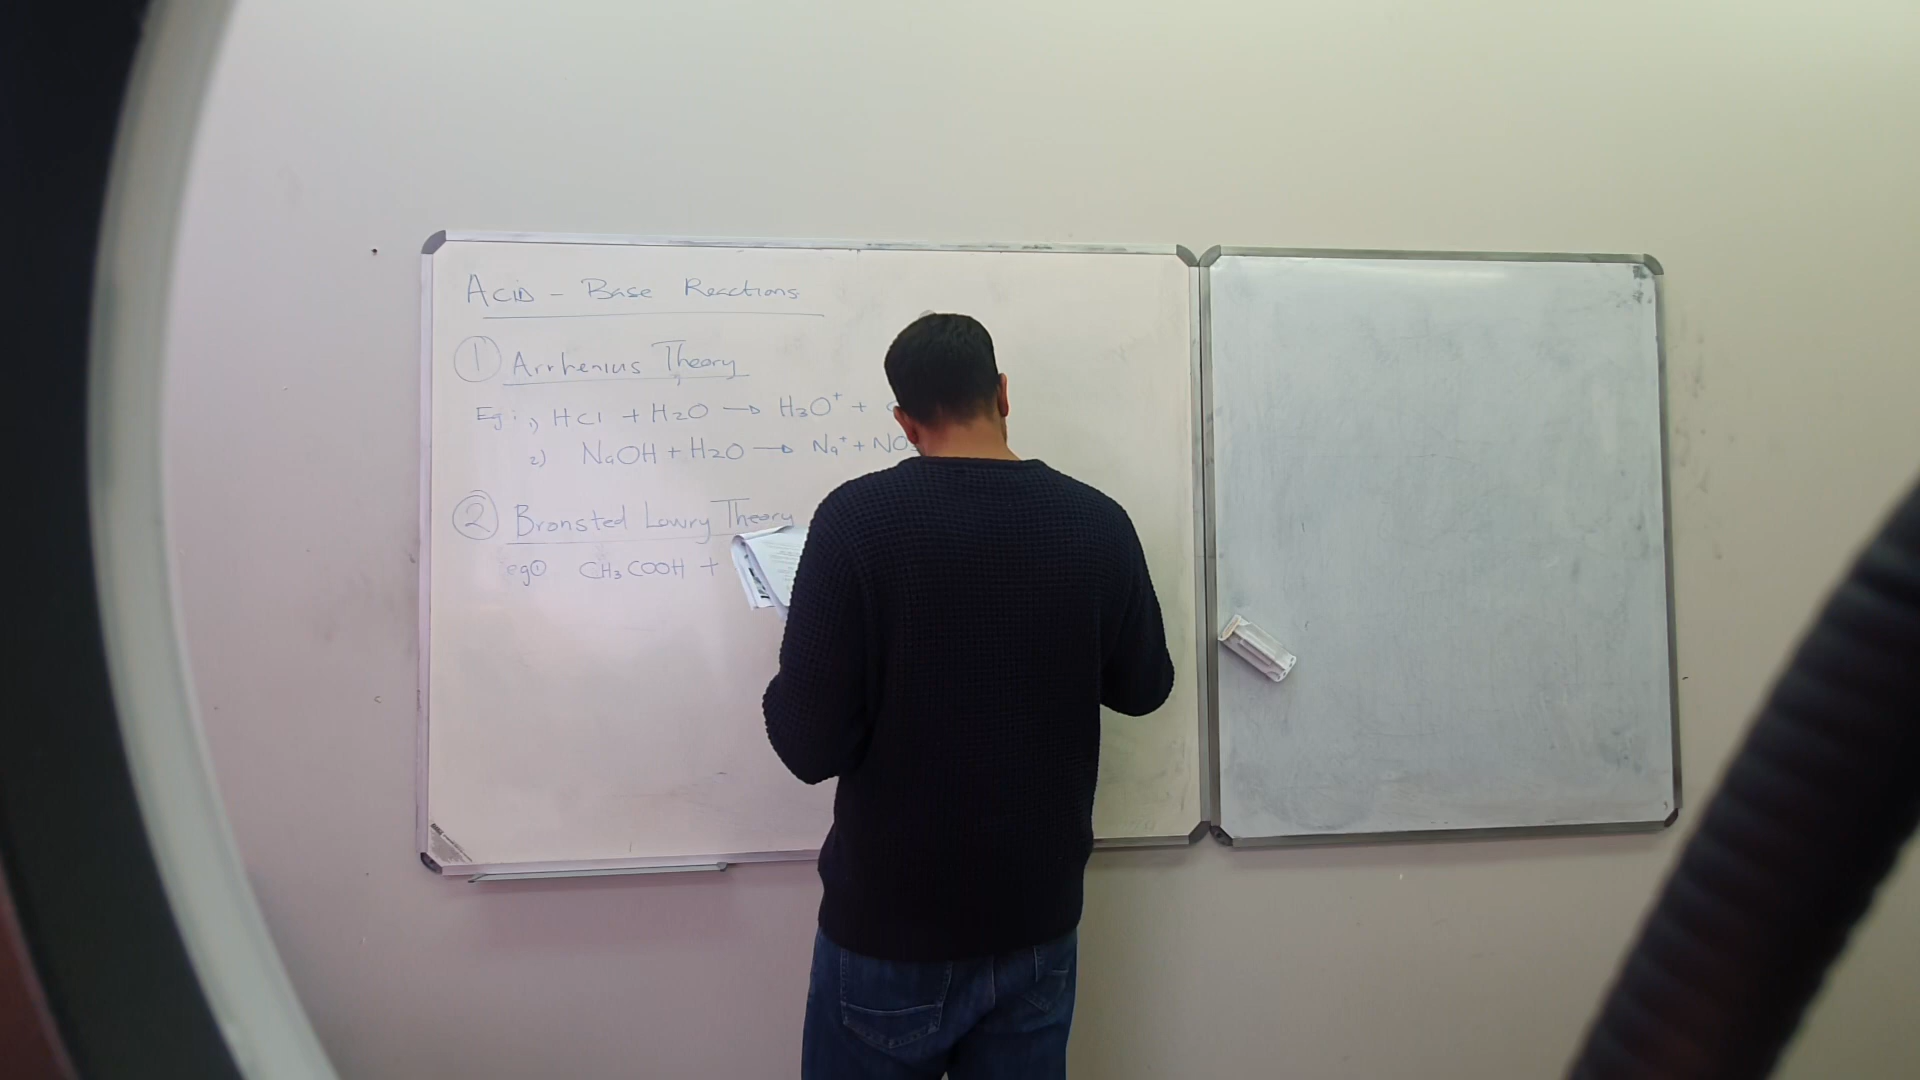 Acid - Base Reactions
① Arrhenius Theory
Eg: 1) HCl + H2O → H3O+ +
2) NaOH + H2O → Na+ + NO
② Bronsted Lowry Theory
eg① CH3COOH +